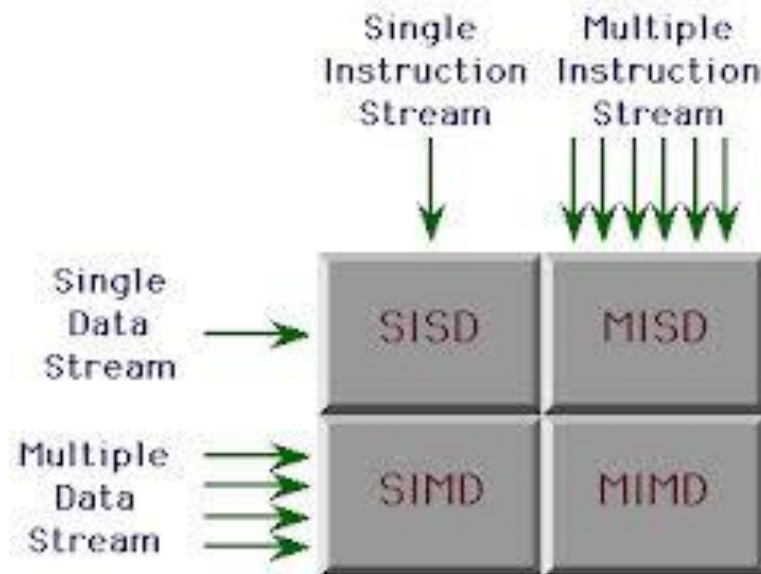 Single
Instruction
Stream
Multiple
Instruction
Stream
Single
Data
Stream
SISD
MISD
Multiple
Data
Stream
SIMD
MIMD